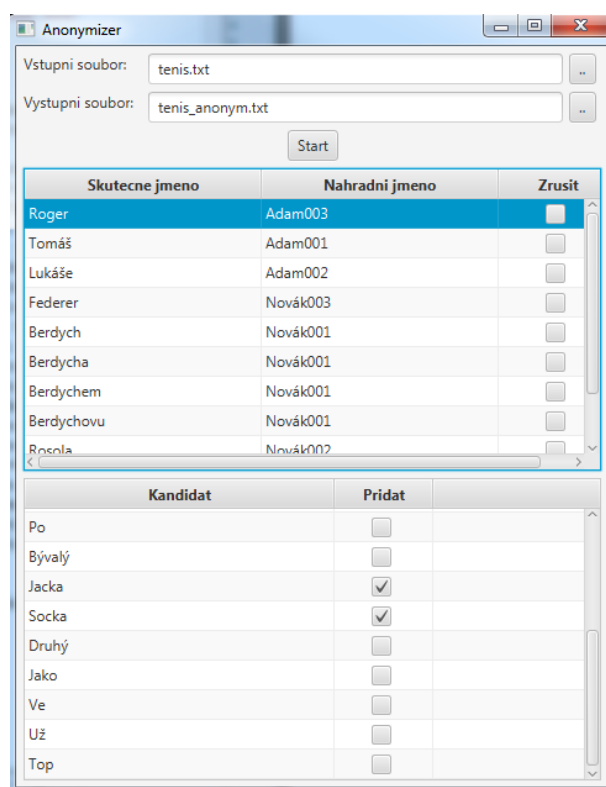 Anonymizer
Vstupni soubor: tenis.txt ..
Vystupni soubor: tenis_anonym.txt ..
Start
Skutecne jmeno Nahradni jmeno Zrusit
Roger Adam003
Tomáš Adam001
Lukáše Adam002
Federer Novák003
Berdych Novák001
Berdycha Novák001
Berdychem Novák001
Berdychovu Novák001
Rosola Novák002
Kandidat Pridat
Po
Bývalý
Jacka
Socka
Druhý
Jako
Ve
Už
Top